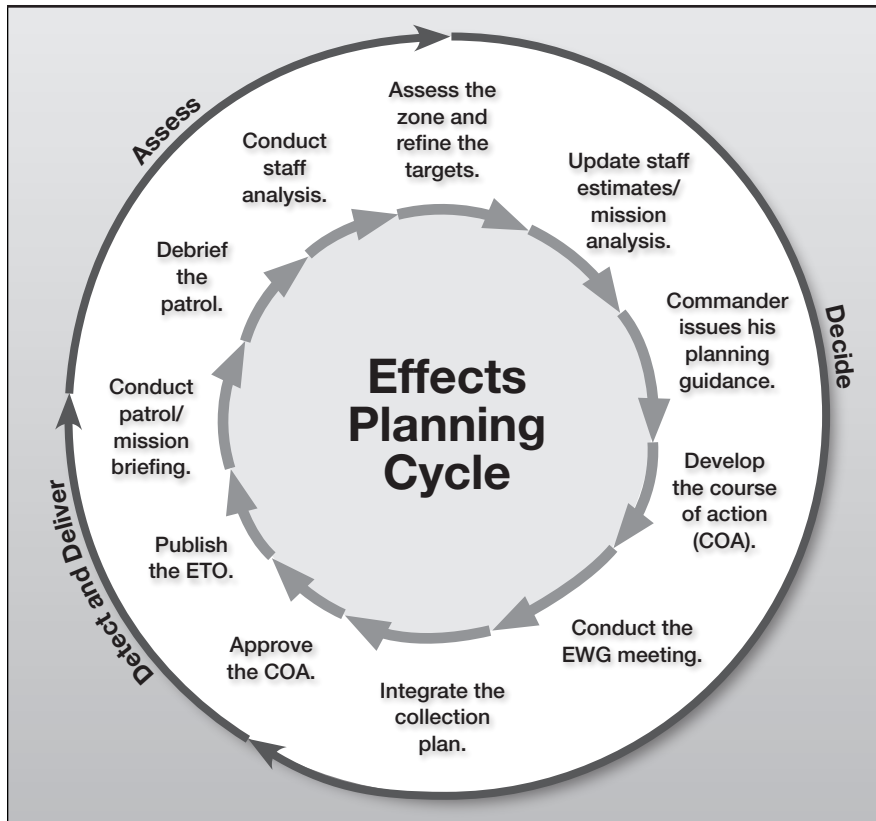 Assess
Decide
Detect and Deliver
Effects
Planning
Cycle
Assess the
zone and
refine the
targets.
Update staff
estimates/
mission
analysis.
Commander
issues his
planning
guidance.
Develop
the course
of action
(COA).
Conduct the
EWG meeting.
Integrate the
collection
plan.
Approve
the COA.
Publish
the ETO.
Conduct
patrol/
mission
briefing.
Debrief
the
patrol.
Conduct
staff
analysis.